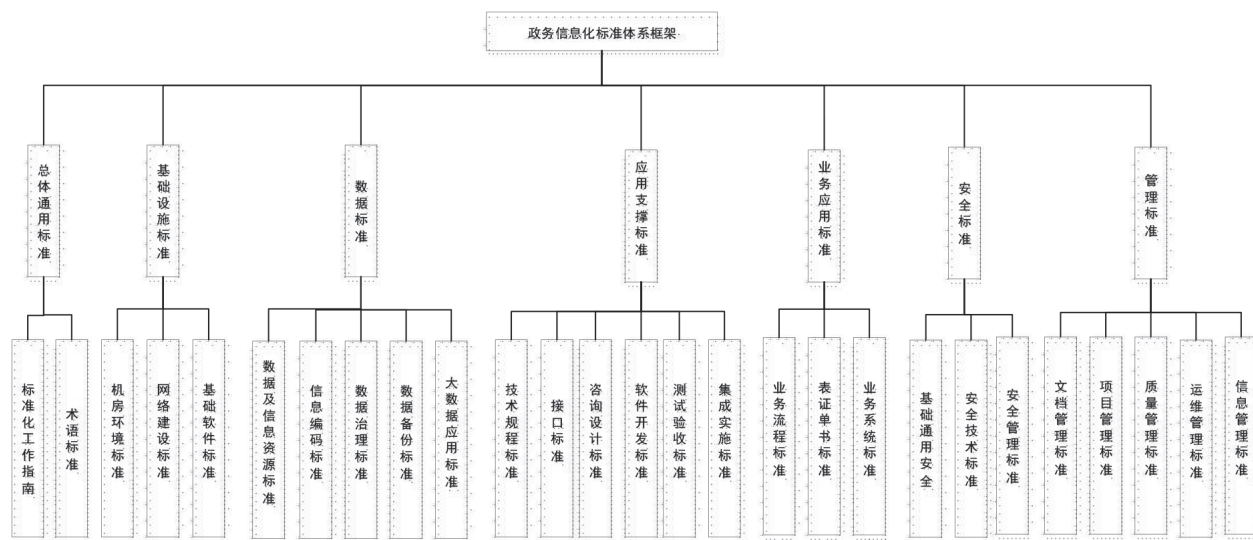 政务信息化标准体系框架
总体通用标准
基础设施标准
数据标准
应用支撑标准
业务应用标准
安全标准
管理标准
标准化工作指南
术语标准
机房环境标准
网络建设标准
基础软件标准
数据及信息资源标准
信息编码标准
数据治理标准
数据备份标准
大数据应用标准
技术规程标准
接口标准
咨询设计标准
软件开发标准
测试验收标准
集成实施标准
业务流程标准
表证单书标准
业务系统标准
基础通用安全
安全技术标准
安全管理标准
文档管理标准
项目管理标准
质量管理标准
运维管理标准
信息管理标准